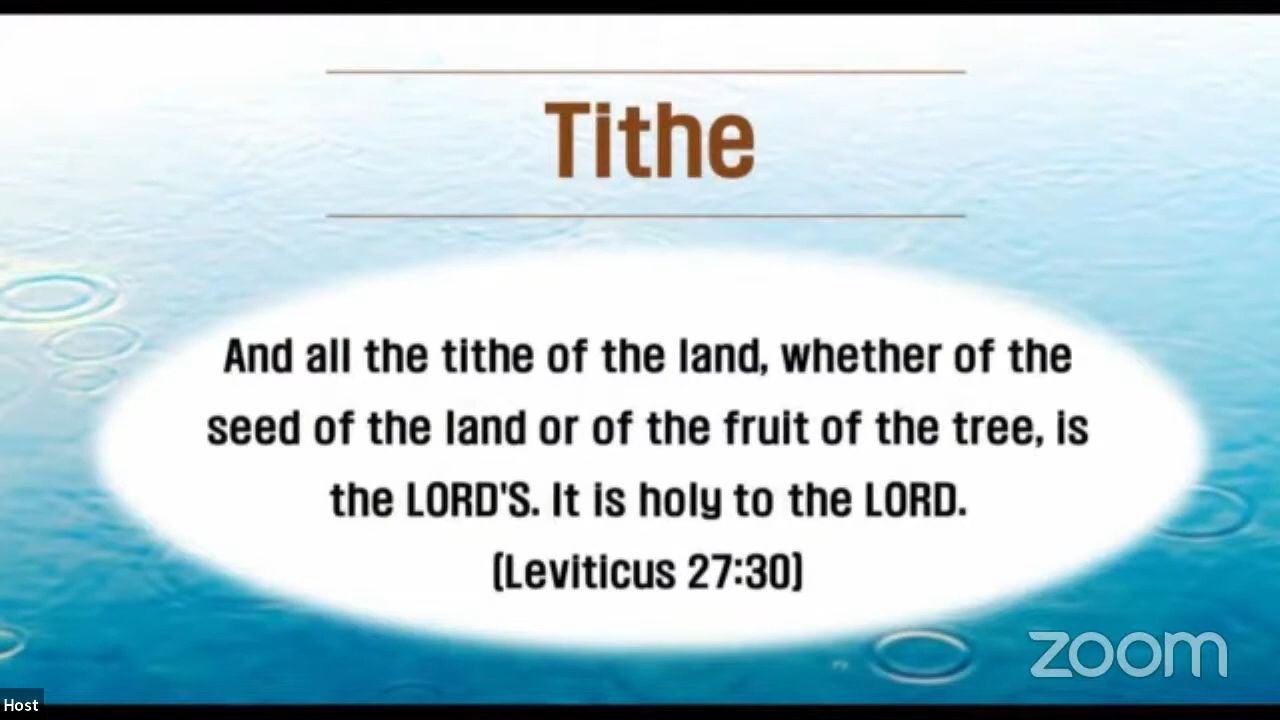 Tithe
And all the tithe of the land, whether of the
seed of the land or of the fruit of the tree, is
the LORD'S. It is holy to the LORD.
(Leviticus 27:30)
zoom
Host